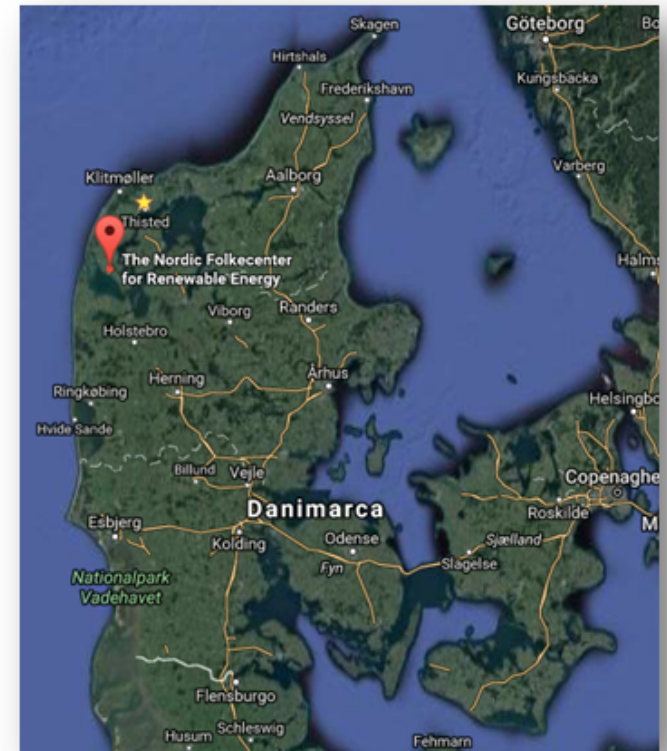 Skagen
Göteborg
Bo
Hirtshals
Kungsbacka
Frederikshavn
Vendsyssel
Klitmøller
Aalborg
Varberg
Thisted
The Nordic Folkecenter
for Renewable Energy
Halms
Viborg
Randers
Holstebro
Herning
Århus
Ringkøbing
Helsingbo
Hvide Sande
Billund
Vejle
Copenaghe
Danimarca
Roskilde
Esbjerg
M
Kolding
Odense
Sjælland
Fyn
Slagelse
Nationalpark
Vadehavet
Flensburgo
Husum
Schleswig
Fehmarn